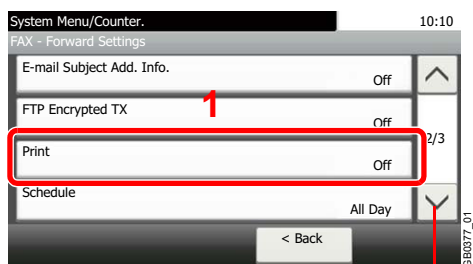 System Menu/Counter. 10:10
FAX - Forward Settings
E-mail Subject Add. Info.
Off
1
FTP Encrypted TX
Off
2/3
Print
Off
Schedule
All Day
< Back
GB0377_01